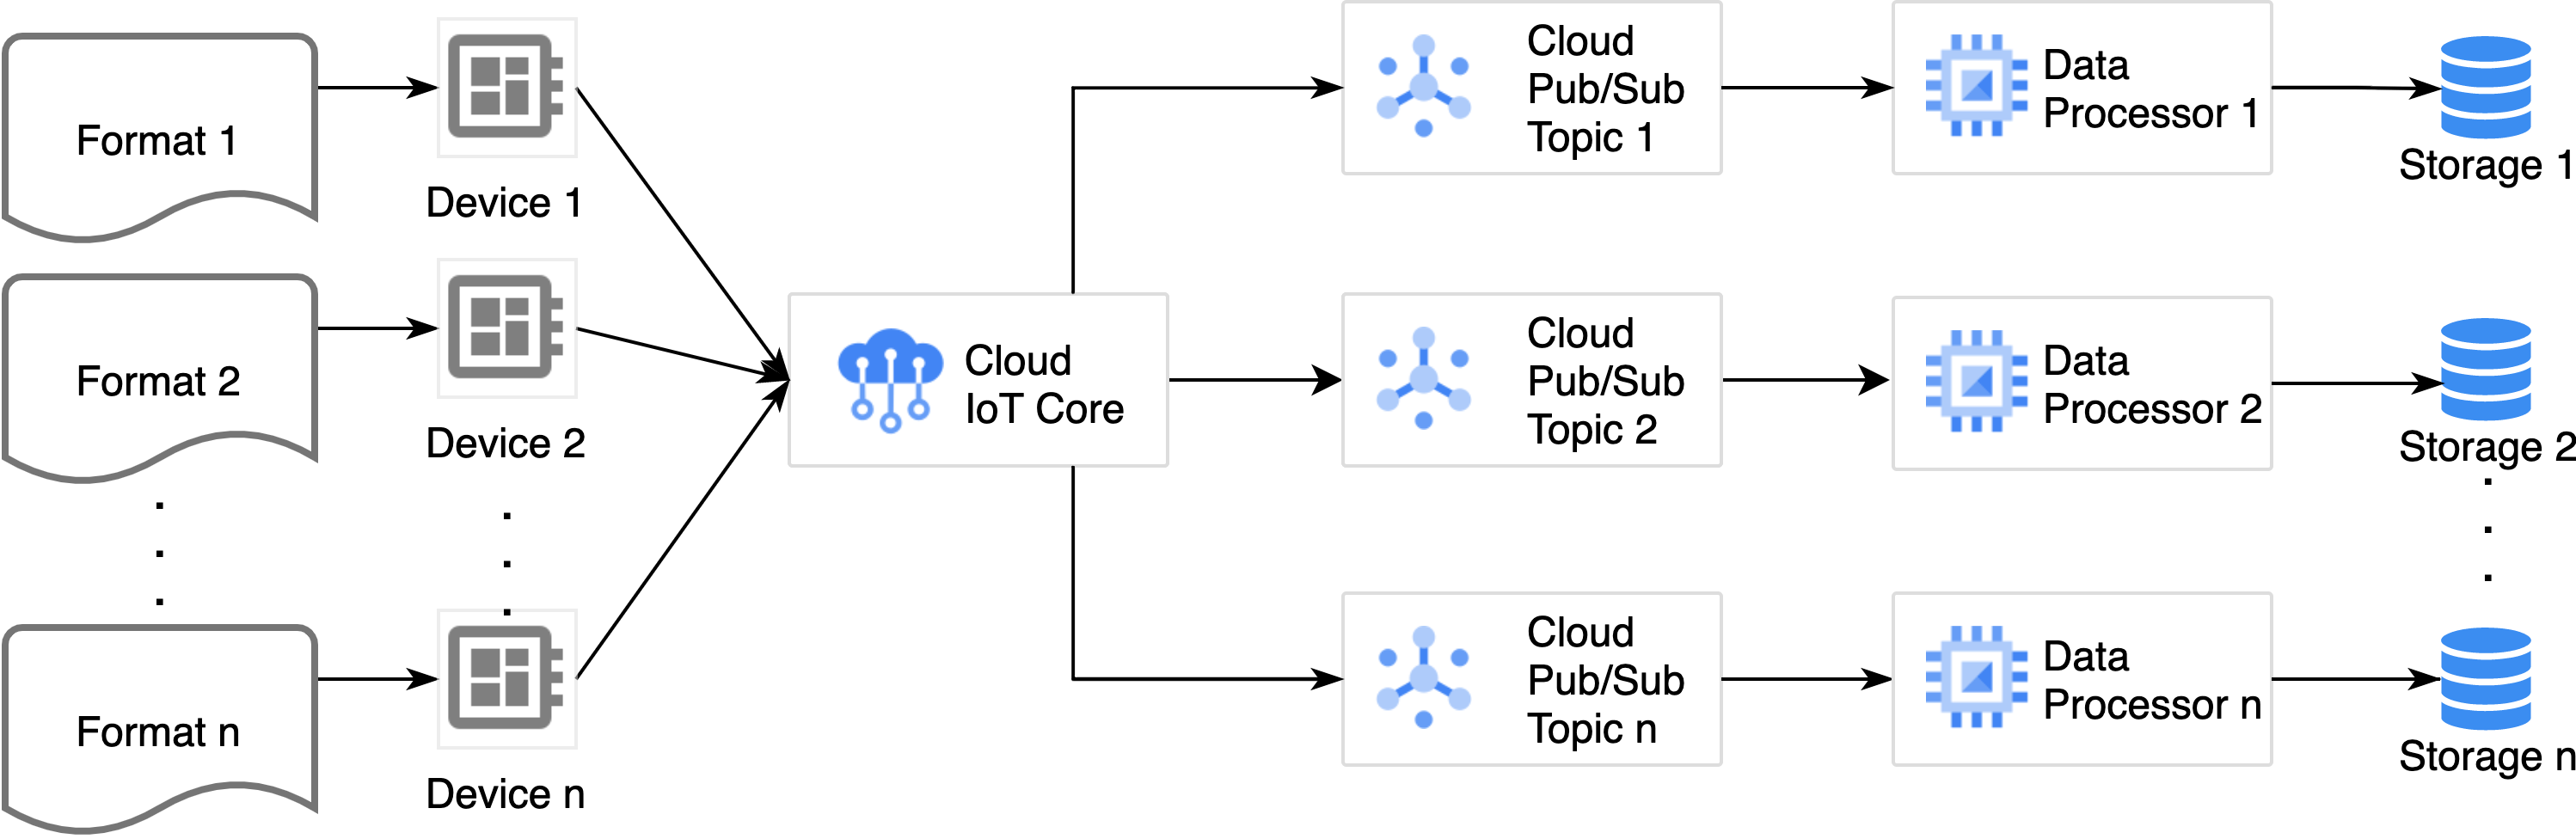 Format 1
Device 1
Cloud
Pub/Sub
Topic 1
Data
Processor 1
Storage 1
Format 2
Device 2
Cloud
IoT Core
Cloud
Pub/Sub
Topic 2
Data
Processor 2
Storage 2
Format n
Device n
Cloud
Pub/Sub
Topic n
Data
Processor n
Storage n